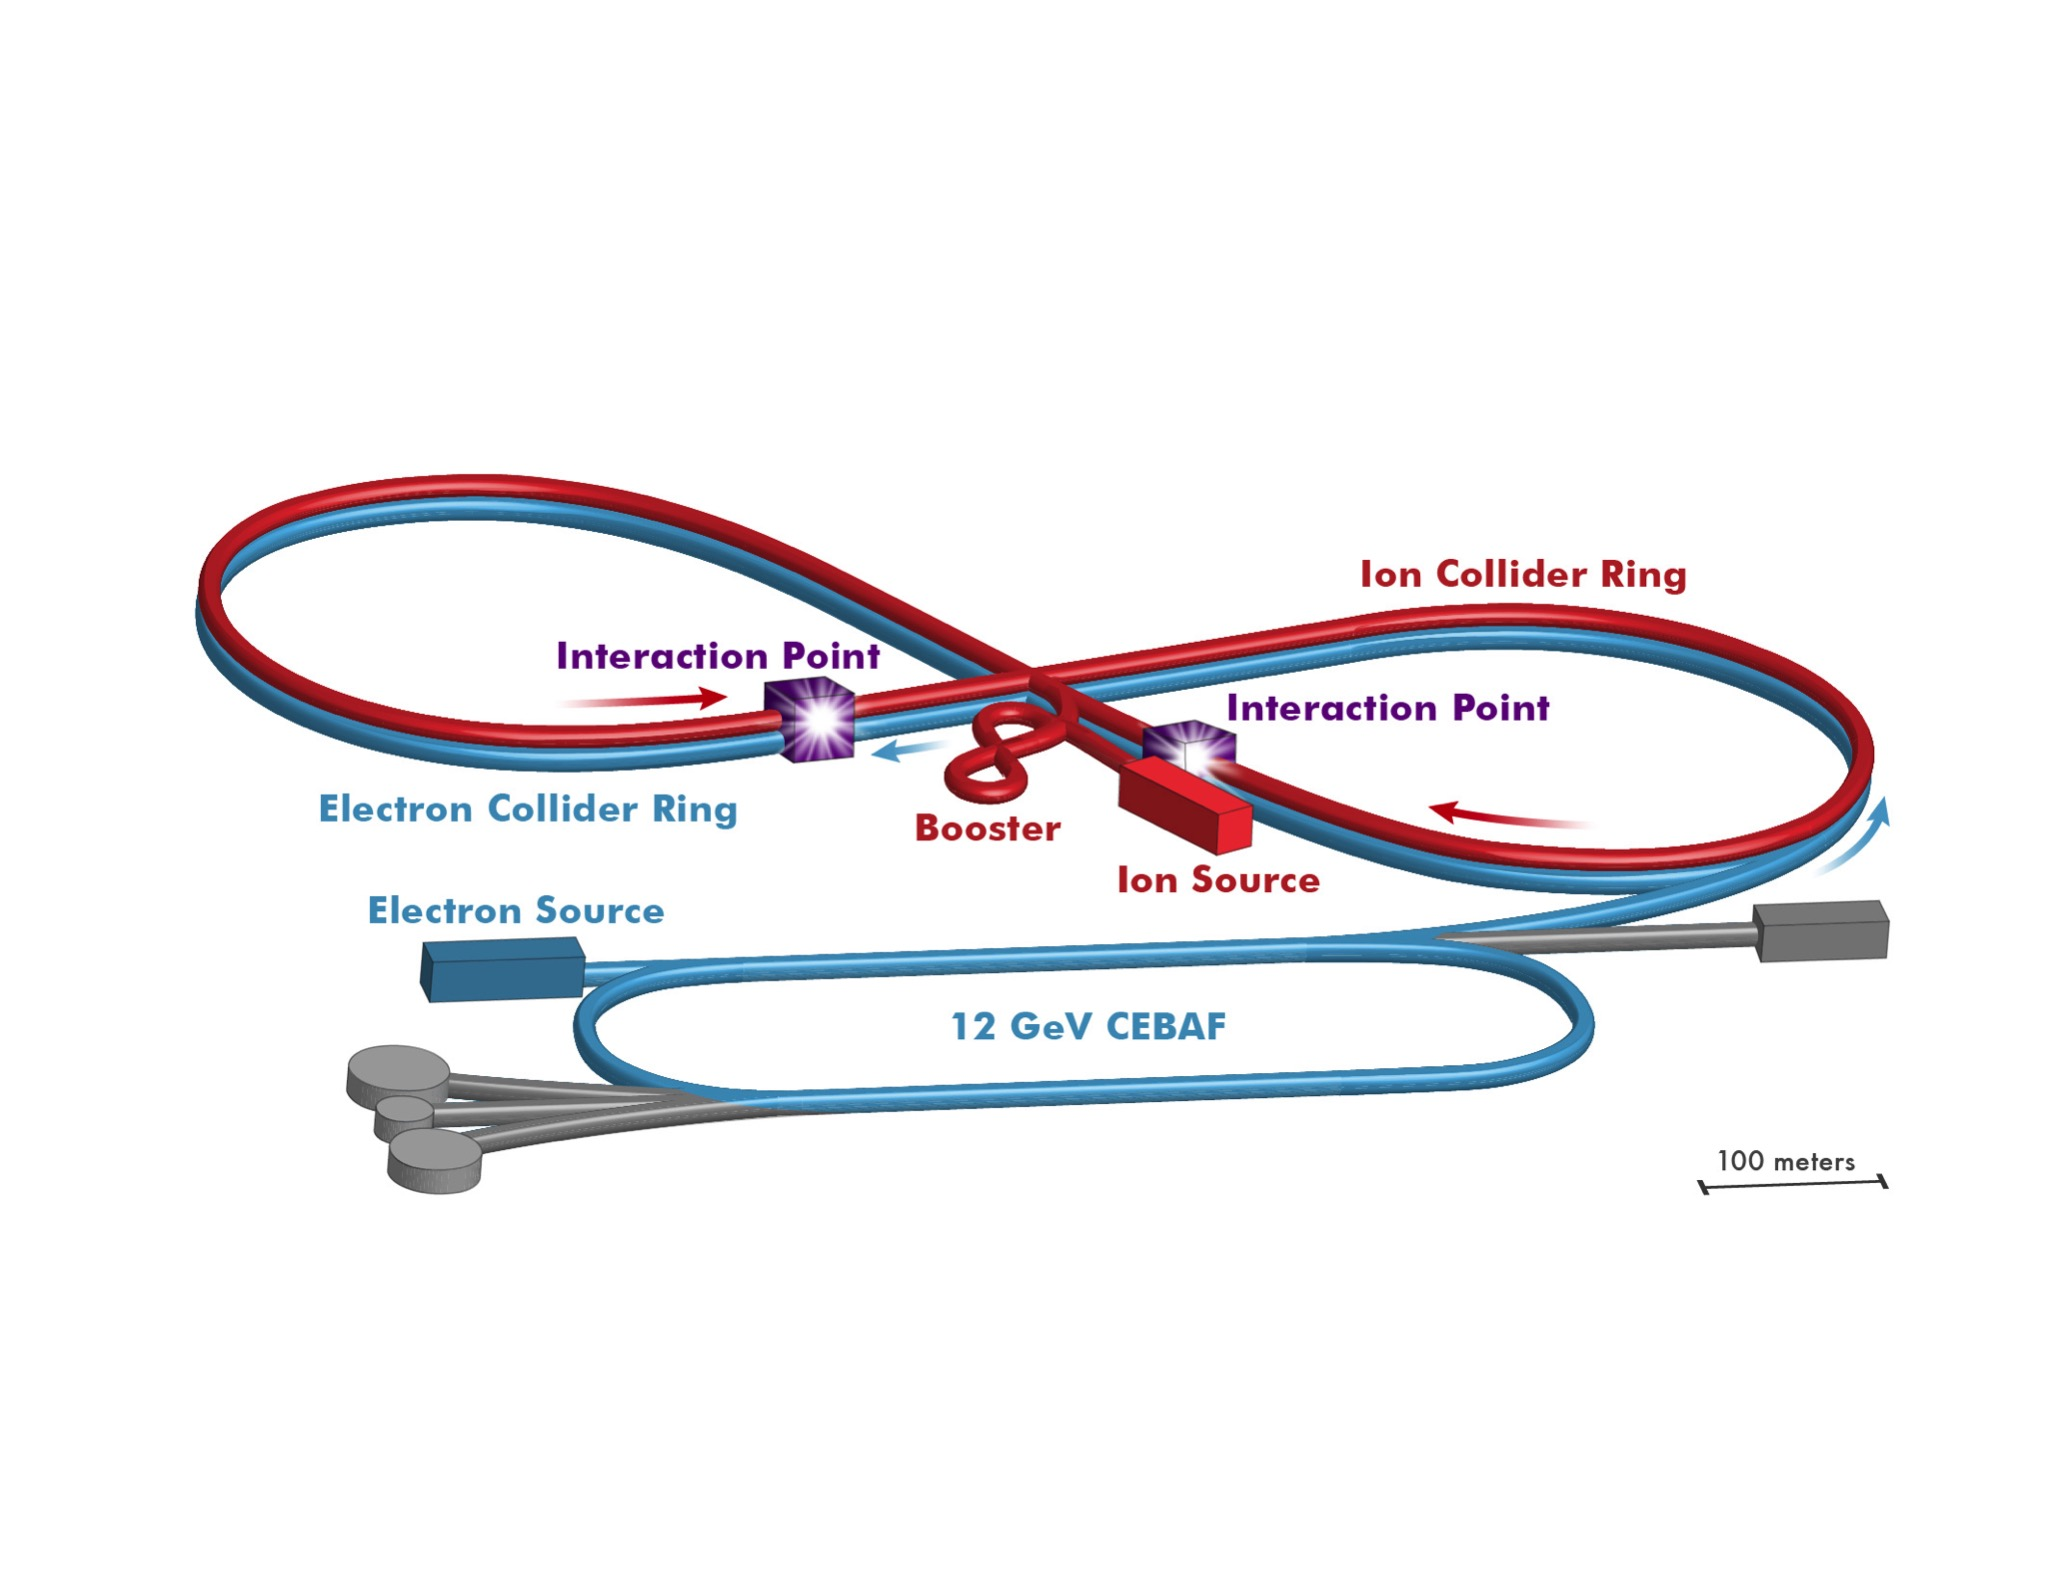 Ion Collider Ring
Interaction Point
Interaction Point
Electron Collider Ring
Booster
Ion Source
Electron Source
12 GeV CEBAF
100 meters